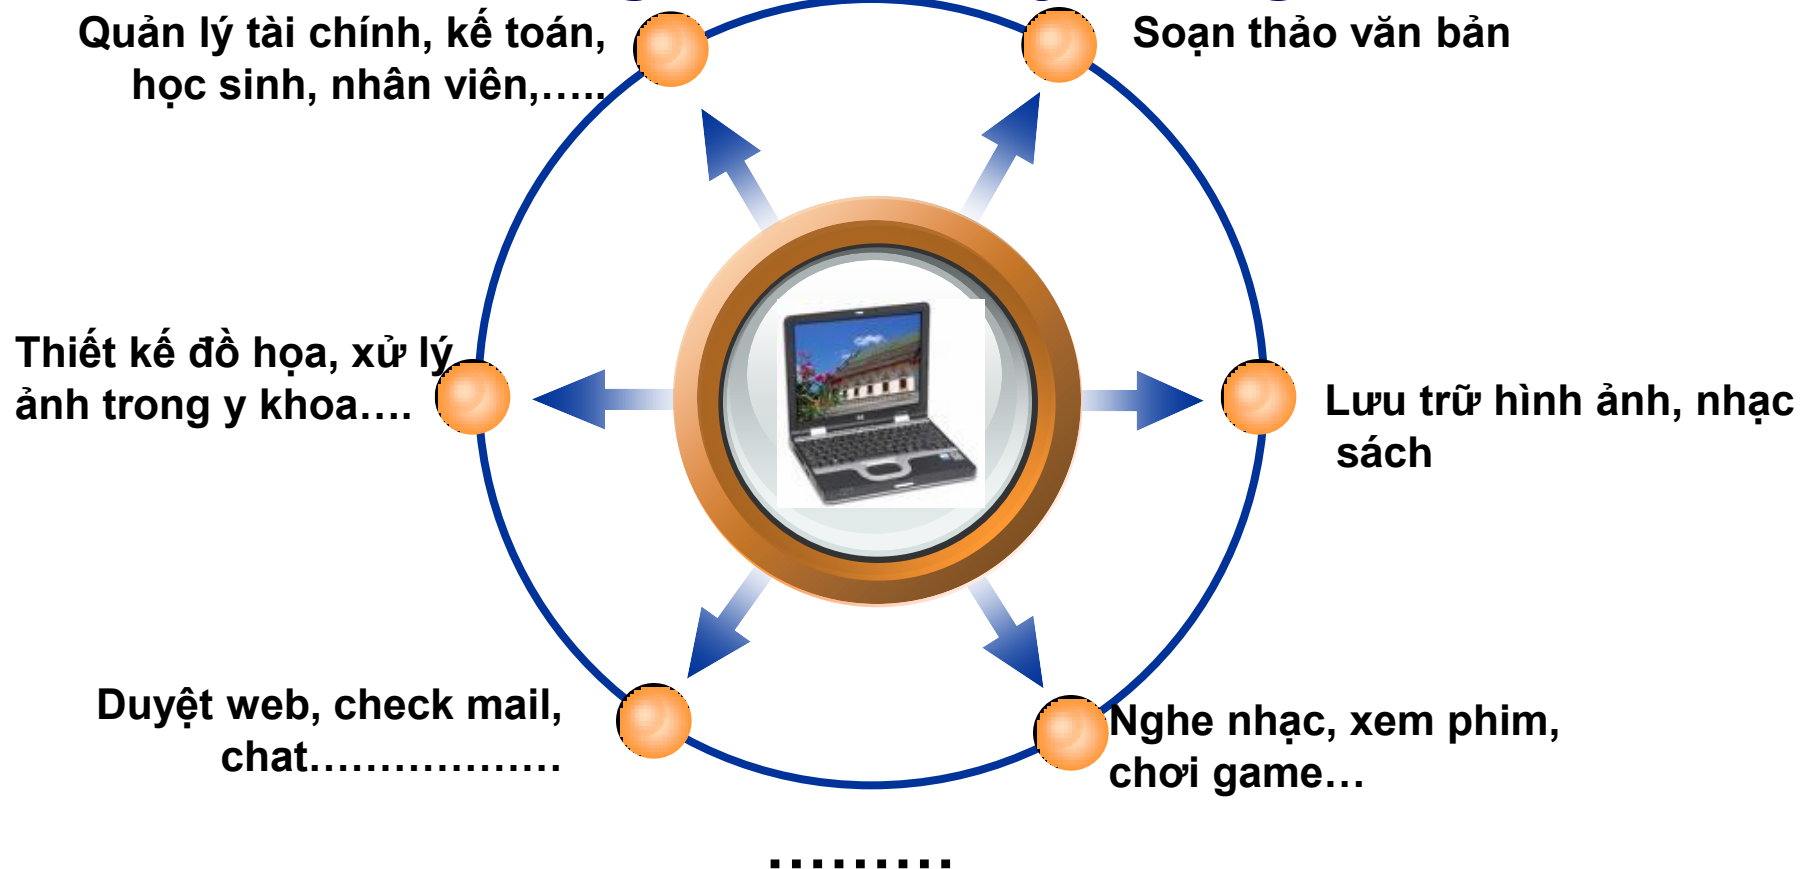 Quản lý tài chính, kế toán,
học sinh, nhân viên,…..
Soạn thảo văn bản
Thiết kế đồ họa, xử lý
ảnh trong y khoa….
Lưu trữ hình ảnh, nhạc
sách
Duyệt web, check mail,
chat………………
Nghe nhạc, xem phim,
chơi game…
………